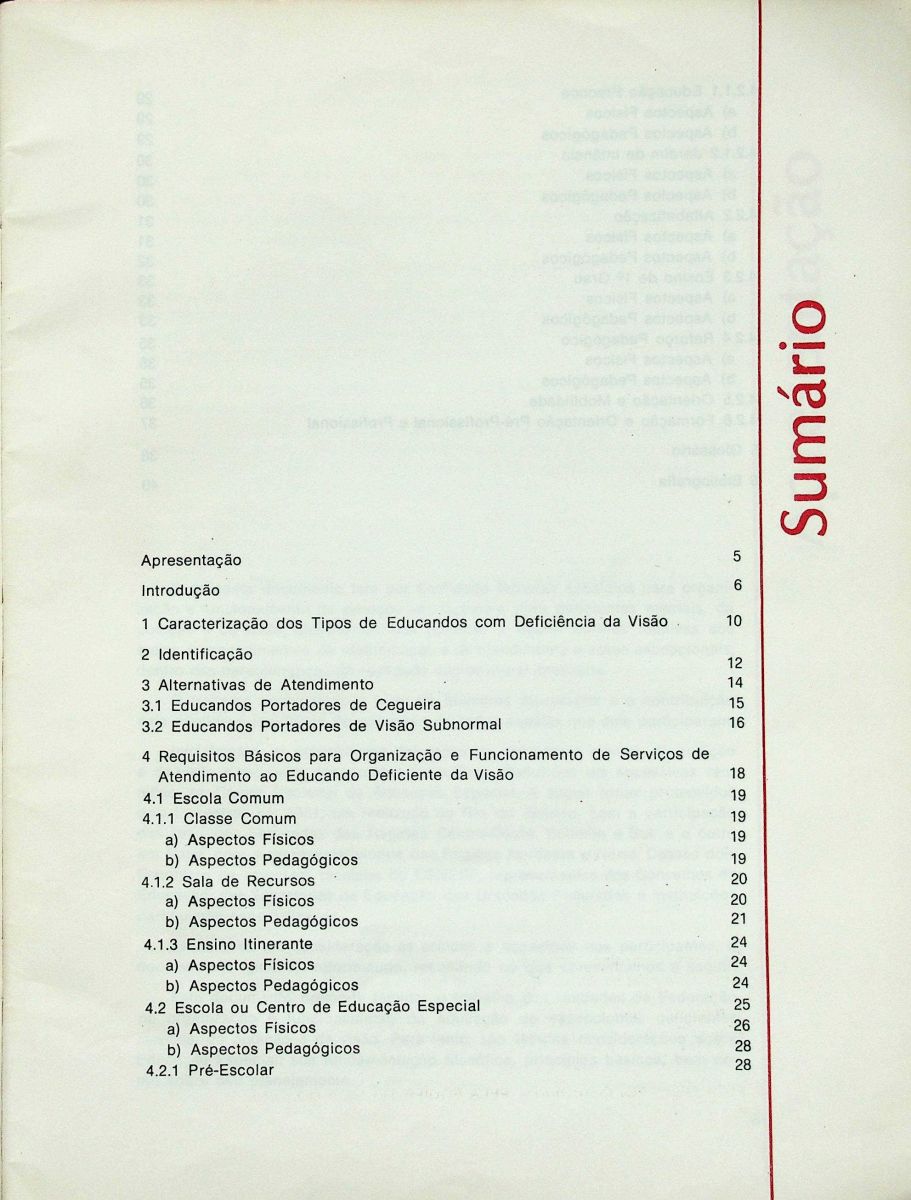 Sumário
Apresentação 5
Introdução 6
1 Caracterização dos Tipos de Educandos com Deficiência da Visão 10
2 Identificação 12
3 Alternativas de Atendimento 14
3.1 Educandos Portadores de Cegueira 15
3.2 Educandos Portadores de Visão Subnormal 16
4 Requisitos Básicos para Organização e Funcionamento de Serviços de
Atendimento ao Educando Deficiente da Visão 18
4.1 Escola Comum 19
4.1.1 Classe Comum 19
a) Aspectos Físicos 19
b) Aspectos Pedagógicos 19
4.1.2 Sala de Recursos 20
a) Aspectos Físicos 20
b) Aspectos Pedagógicos 21
4.1.3 Ensino Itinerante 24
a) Aspectos Físicos 24
b) Aspectos Pedagógicos 24
4.2 Escola ou Centro de Educação Especial 25
a) Aspectos Físicos 26
b) Aspectos Pedagógicos 28
4.2.1 Pré-Escolar 28